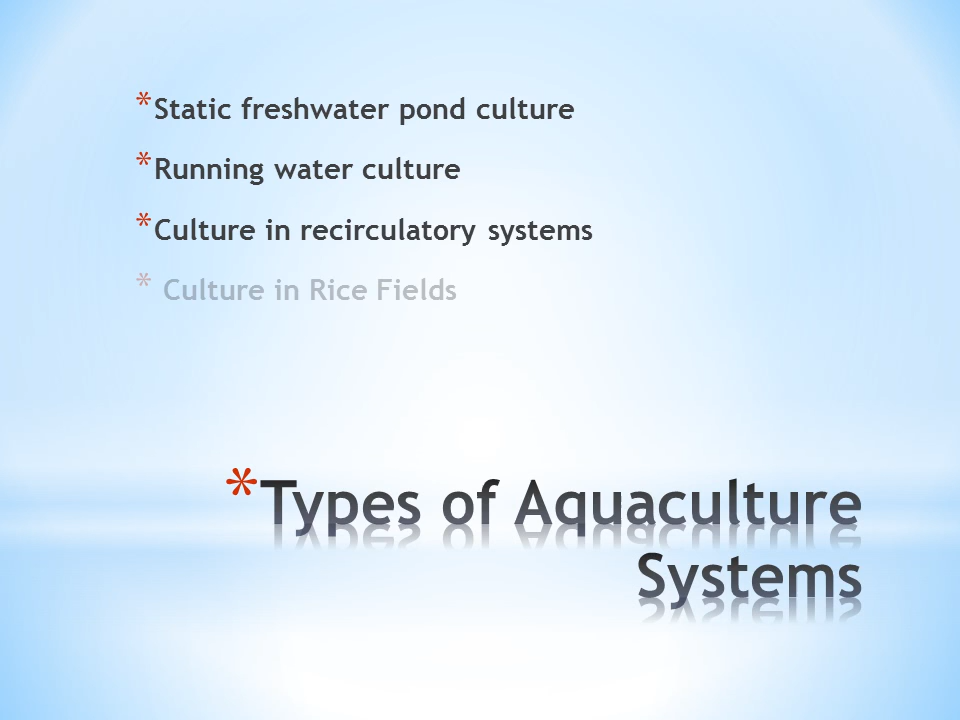 * Static freshwater pond culture
* Running water culture
* Culture in recirculatory systems
* Culture in Rice Fields
* Types of Aquaculture
Systems